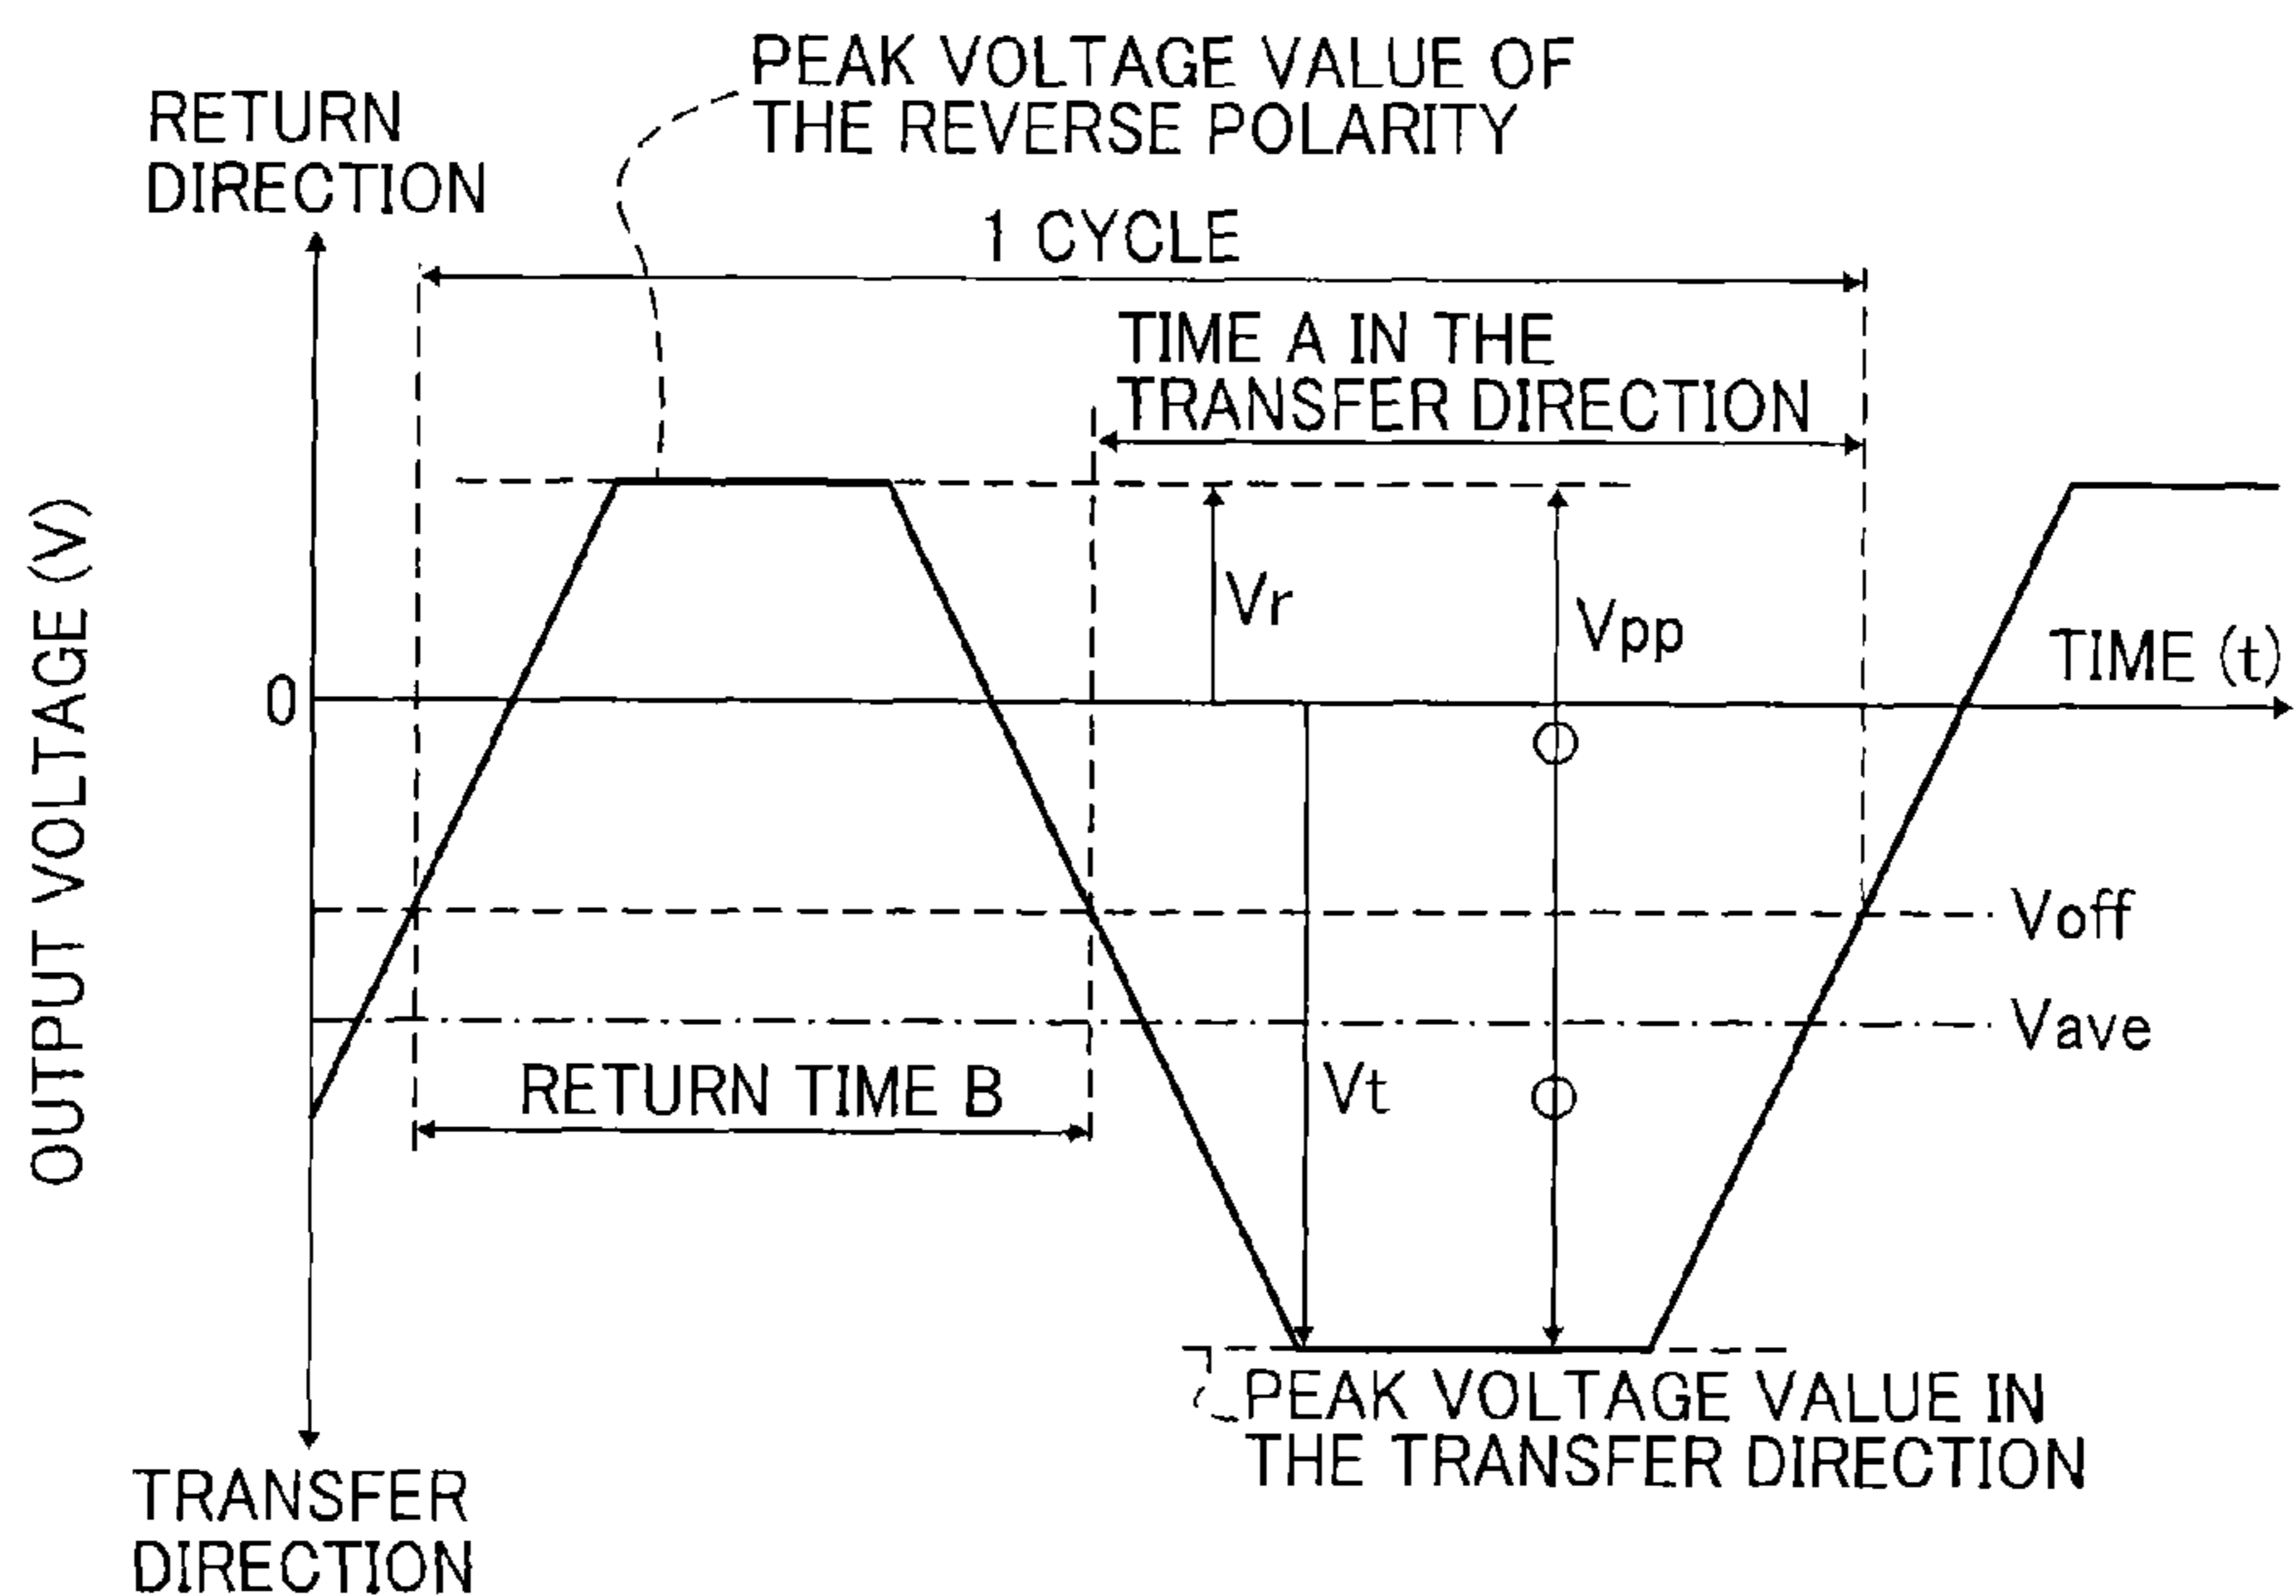 PEAK VOLTAGE VALUE OF
THE REVERSE POLARITY
RETURN
DIRECTION
1 CYCLE
TIME A IN THE
TRANSFER DIRECTION
OUTPUT VOLTAGE (V)
Vr
Vpp
TIME (t)
0
Voff
Vave
RETURN TIME B
Vt
PEAK VOLTAGE VALUE IN
THE TRANSFER DIRECTION
TRANSFER
DIRECTION